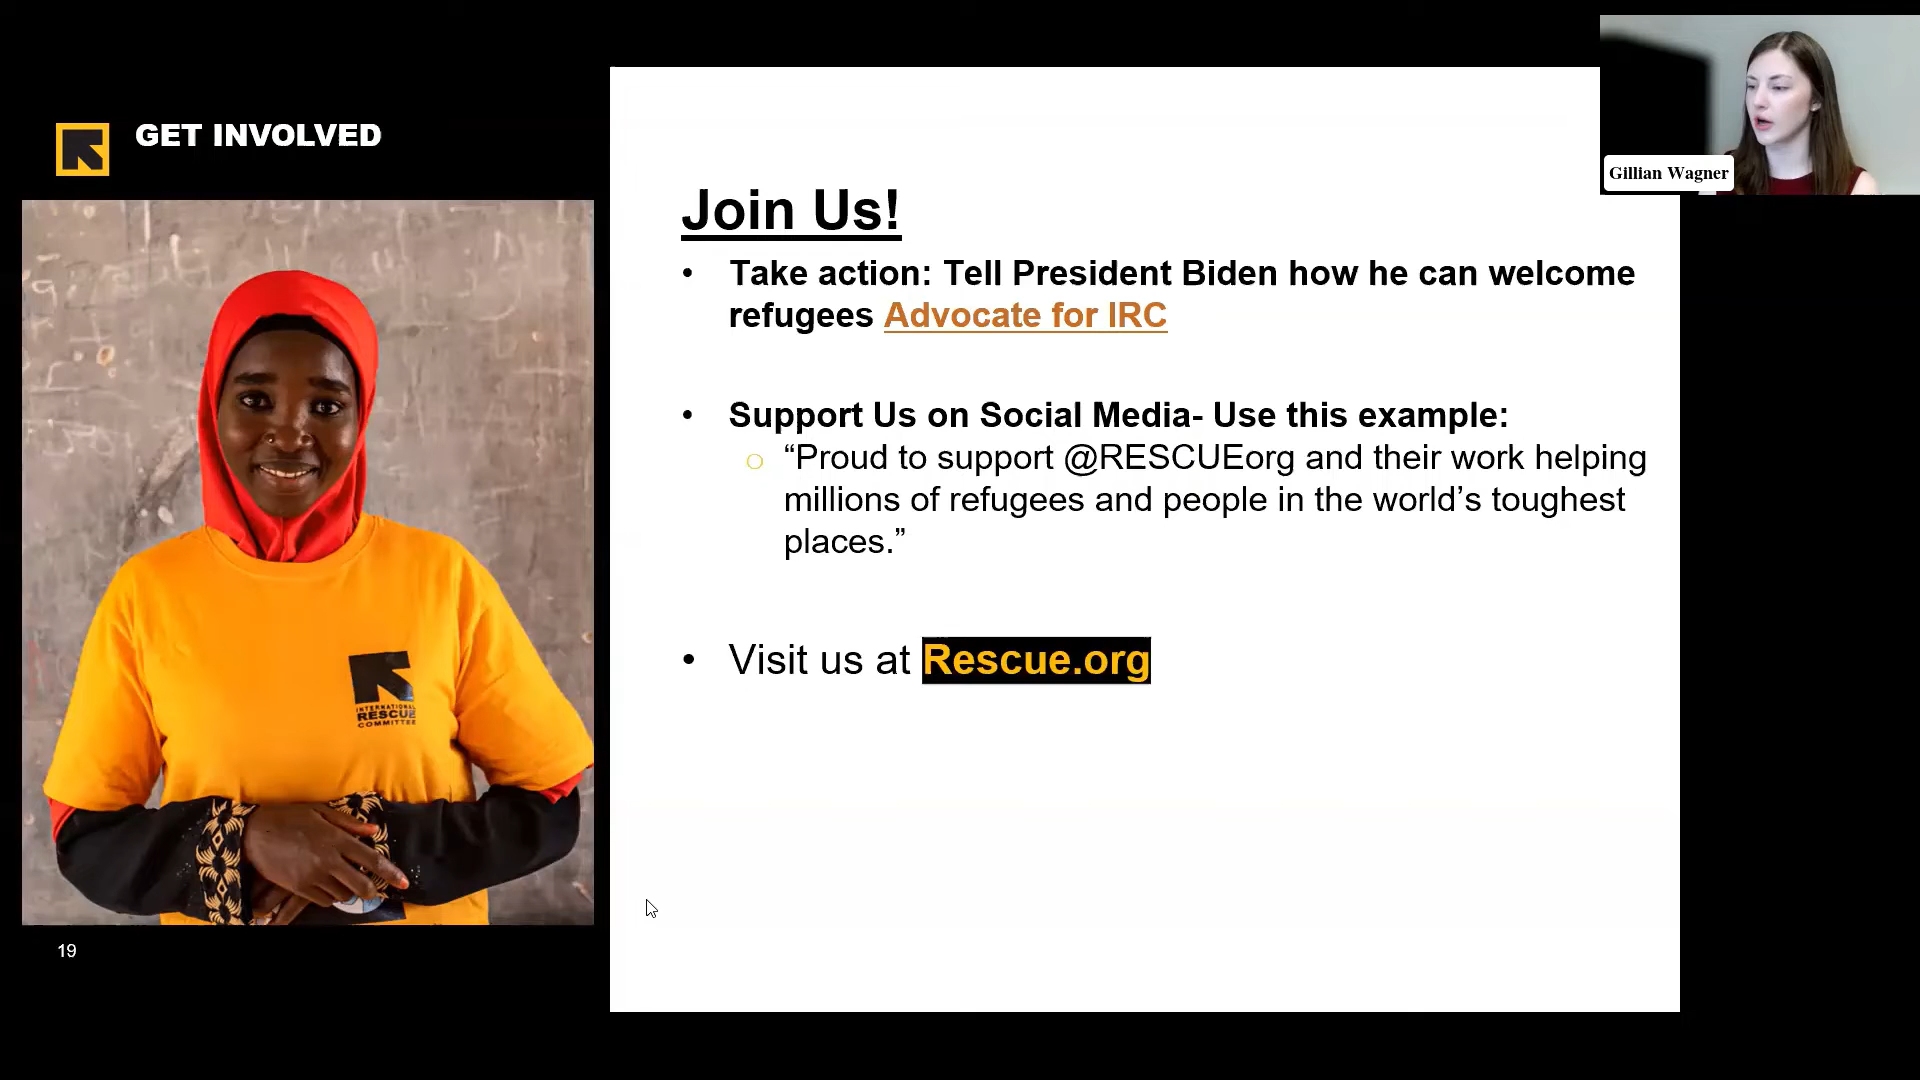 GET INVOLVED
Gillian Wagner
Join Us!
• Take action: Tell President Biden how he can welcome
refugees Advocate for IRC
• Support Us on Social Media- Use this example:
○ “Proud to support @RESCUEorg and their work helping
millions of refugees and people in the world’s toughest
places.”
• Visit us at Rescue.org
INTERNATIONAL
RESCUE
COMMITTEE
19